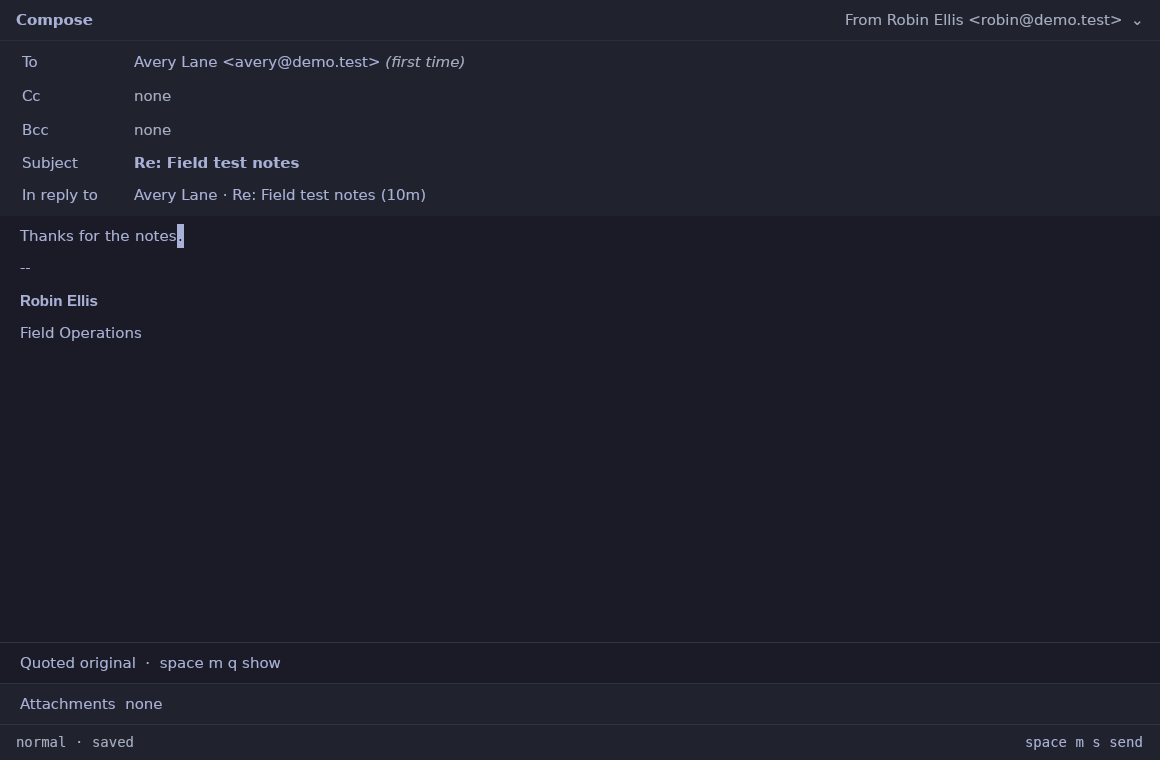 Compose From Robin Ellis <robin@demo.test> ⌄
To Avery Lane <avery@demo.test> (first time)
Cc none
Bcc none
Subject Re: Field test notes
In reply to Avery Lane · Re: Field test notes (10m)
Thanks for the notes.
--
Robin Ellis
Field Operations
Quoted original · space m q show
Attachments none
normal · saved space m s send